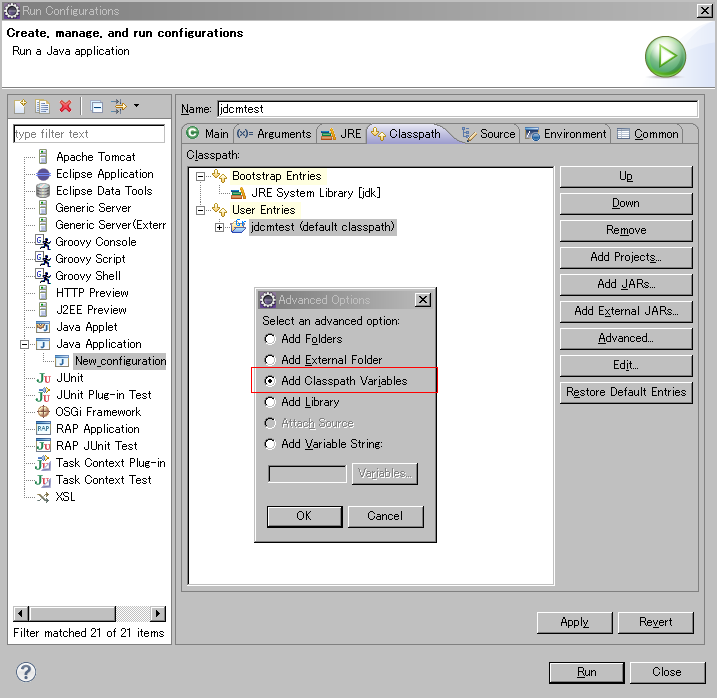 Run Configurations
Create, manage, and run configurations
Run a Java application
type filter text
Apache Tomcat
Eclipse Application
Eclipse Data Tools
Generic Server
Generic Server(Extern
Groovy Console
Groovy Script
Groovy Shell
HTTP Preview
J2EE Preview
Java Applet
Java Application
New_configuration
JUnit
JUnit Plug-in Test
OSGi Framework
RAP Application
RAP JUnit Test
Task Context Plug-in
Task Context Test
XSL
Filter matched 21 of 21 items
Name: jdcmtest
Main (x)= Arguments JRE Classpath Source Environment Common
Classpath:
Bootstrap Entries
JRE System Library [jdk]
User Entries
jdcmtest (default classpath)
Up
Down
Remove
Add Projects...
Add JARs...
Add External JARs...
Advanced...
Edit...
Restore Default Entries
Advanced Options
Select an advanced option:
Add Folders
Add External Folder
Add Classpath Variables
Add Library
Attach Source
Add Variable String:
Variables...
OK Cancel
Apply Revert
Run Close